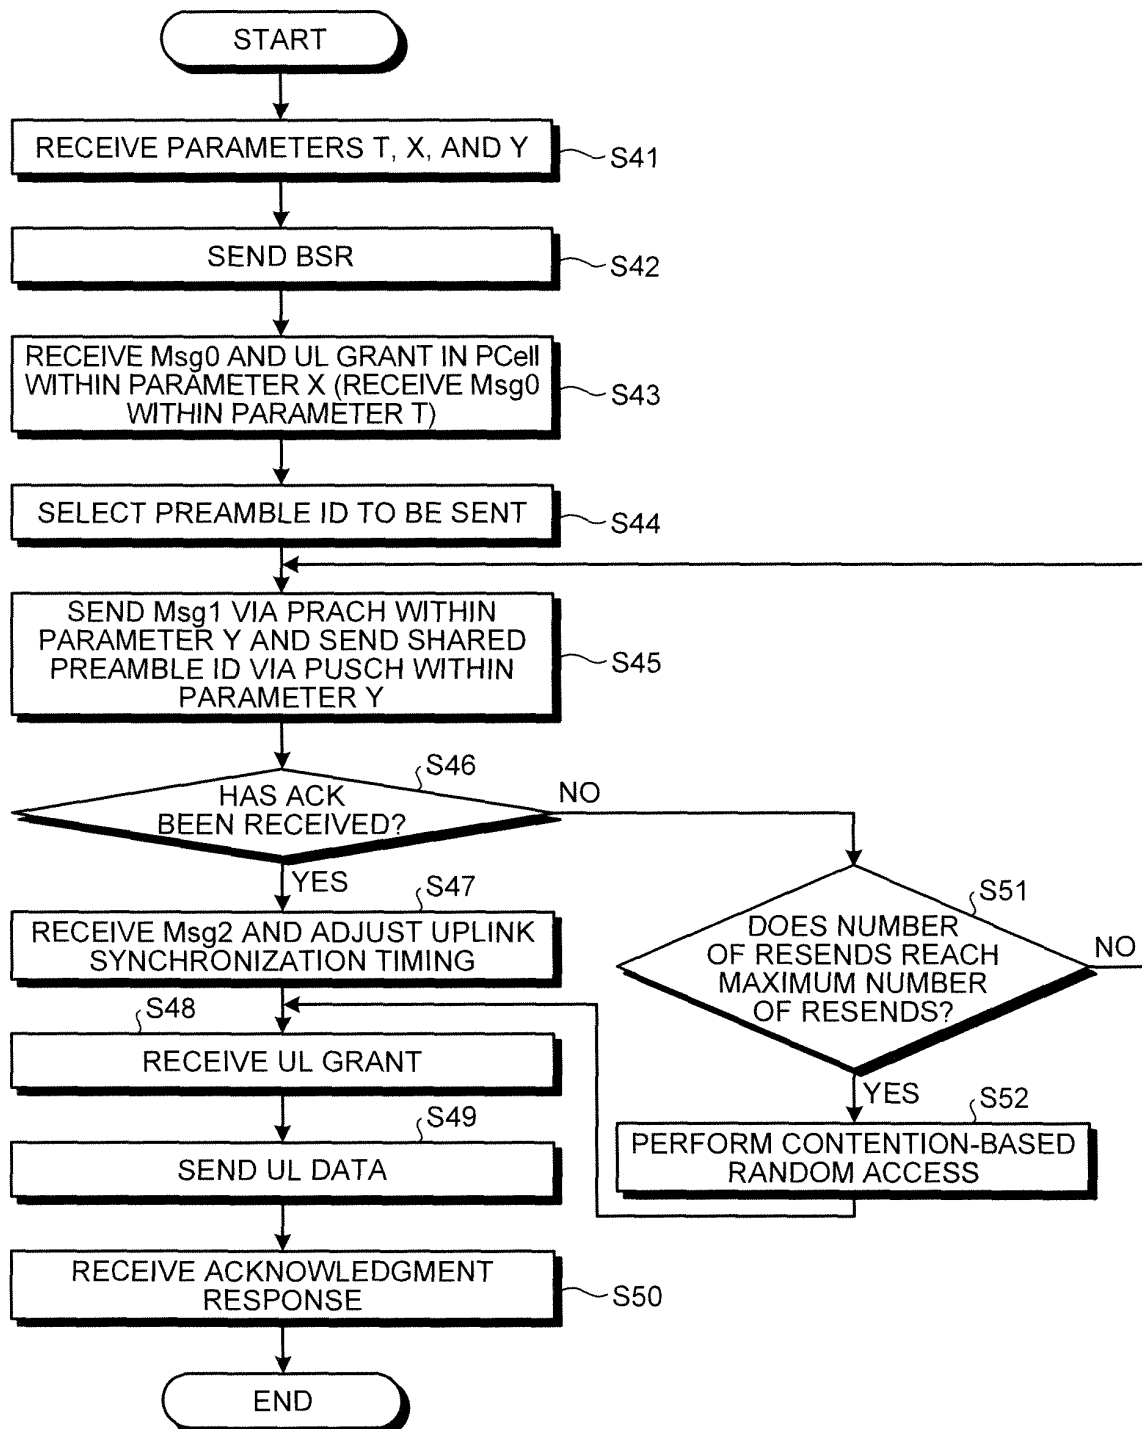 START
RECEIVE PARAMETERS T, X, AND Y
S41
SEND BSR
S42
RECEIVE Msg0 AND UL GRANT IN PCell
WITHIN PARAMETER X (RECEIVE Msg0
WITHIN PARAMETER T)
S43
SELECT PREAMBLE ID TO BE SENT
S44
SEND Msg1 VIA PRACH WITHIN
PARAMETER Y AND SEND SHARED
PREAMBLE ID VIA PUSCH WITHIN
PARAMETER Y
S45
S46
HAS ACK
BEEN RECEIVED?
NO
YES
S47
RECEIVE Msg2 AND ADJUST UPLINK
SYNCHRONIZATION TIMING
S51
DOES NUMBER
OF RESENDS REACH
MAXIMUM NUMBER
OF RESENDS?
NO
YES
S48
RECEIVE UL GRANT
S52
PERFORM CONTENTION-BASED
RANDOM ACCESS
S49
SEND UL DATA
RECEIVE ACKNOWLEDGMENT
RESPONSE
S50
END